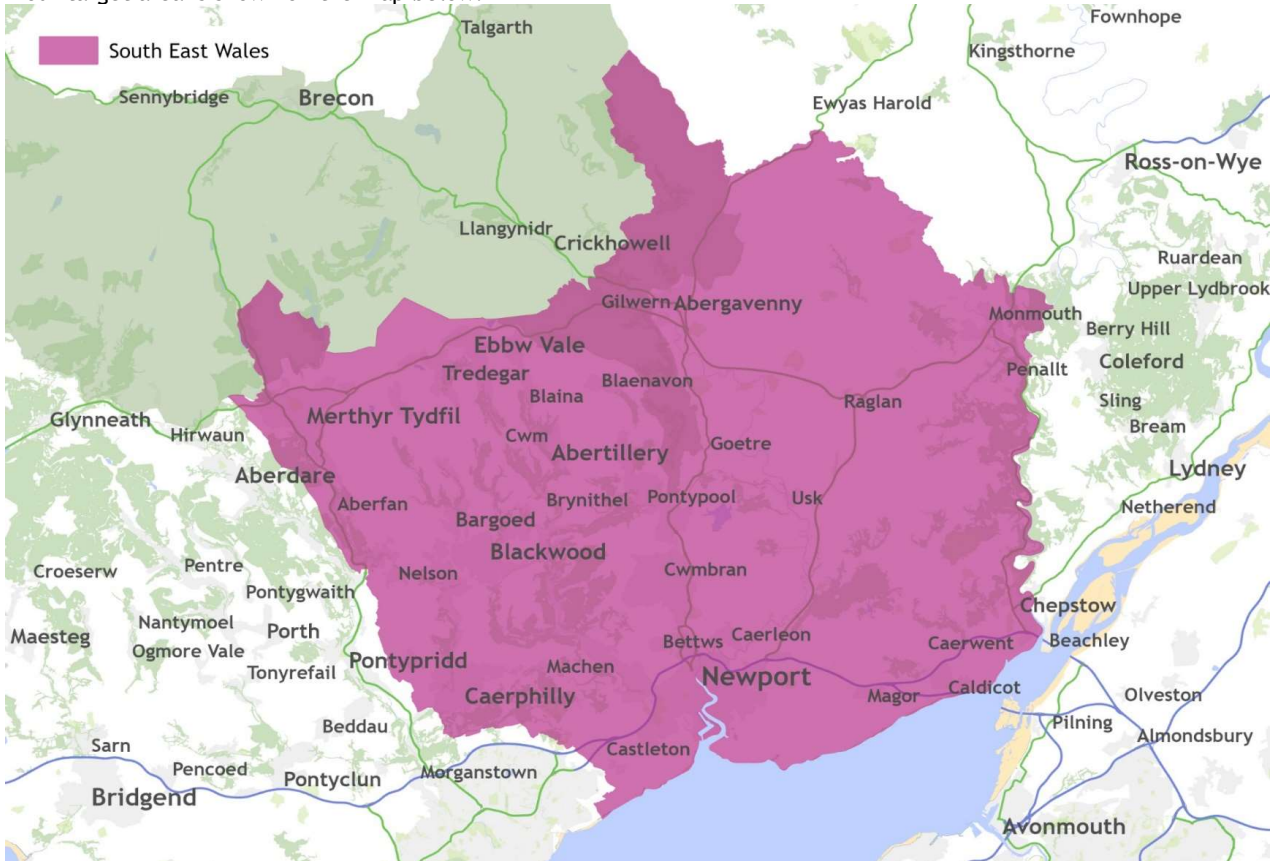 South East Wales
Talgarth
Fownhope
Kingsthorne
Sennybridge
Brecon
Ewyas Harold
Ross-on-Wye
Llangynidr
Crickhowell
Ruardean
Upper Lydbrook
Gilwern
Abergavenny
Monmouth
Berry Hill
Ebbw Vale
Coleford
Tredegar
Blaenavon
Penallt
Blaina
Raglan
Sling
Glynneath
Merthyr Tydfil
Bream
Hirwaun
Cwm
Abertillery
Goetre
Lydney
Aberdare
Aberfan
Brynithel
Pontypool
Usk
Netherend
Bargoed
Blackwood
Croeserw
Pentre
Nelson
Cwmbran
Pontygwaith
Chepstow
Nantymoel
Porth
Maesteg
Ogmore Vale
Bettws
Caerleon
Caerwent
Beachley
Tonyrefail
Pontypridd
Machen
Newport
Caerphilly
Magor
Caldicot
Olveston
Beddau
Pilning
Almondsbury
Sarn
Castleton
Pencoed
Pontyclun
Morganstown
Bridgend
Avonmouth